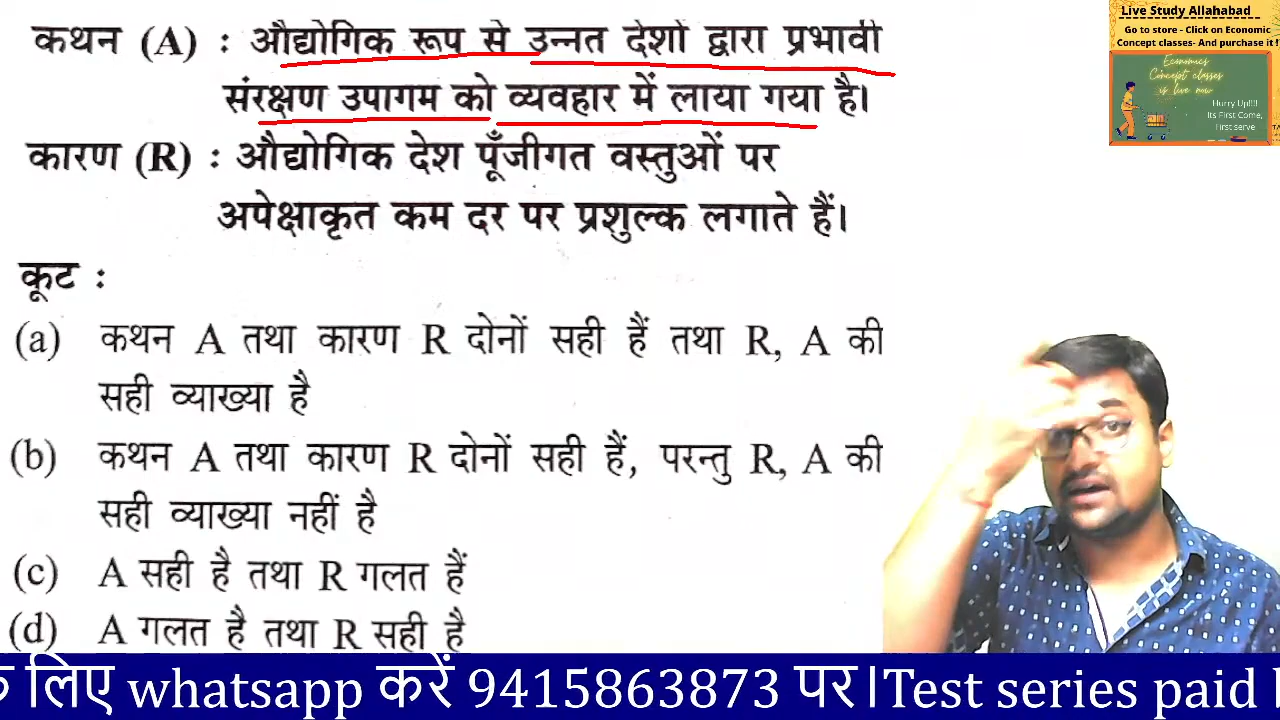 कथन (A) : औद्योगिक रूप से उन्नत देशों द्वारा प्रभावी
संरक्षण उपागम को व्यवहार में लाया गया है।
कारण (R) : औद्योगिक देश पूँजीगत वस्तुओं पर
अपेक्षाकृत कम दर पर प्रशुल्क लगाते हैं।
कूट :
(a) कथन A तथा कारण R दोनों सही हैं तथा R, A की
सही व्याख्या है
(b) कथन A तथा कारण R दोनों सही हैं, परन्तु R, A की
सही व्याख्या नहीं है
(c) A सही है तथा R गलत हैं
(d) A गलत है तथा R सही है
Live Study Allahabad
Go to store - Click on Economic
Concept classes- And purchase it
Economics
Concept classes
is live now
Hurry Up!!!!
Its First Come,
First serve
के लिए whatsapp करें 9415863873 पर।Test series paid